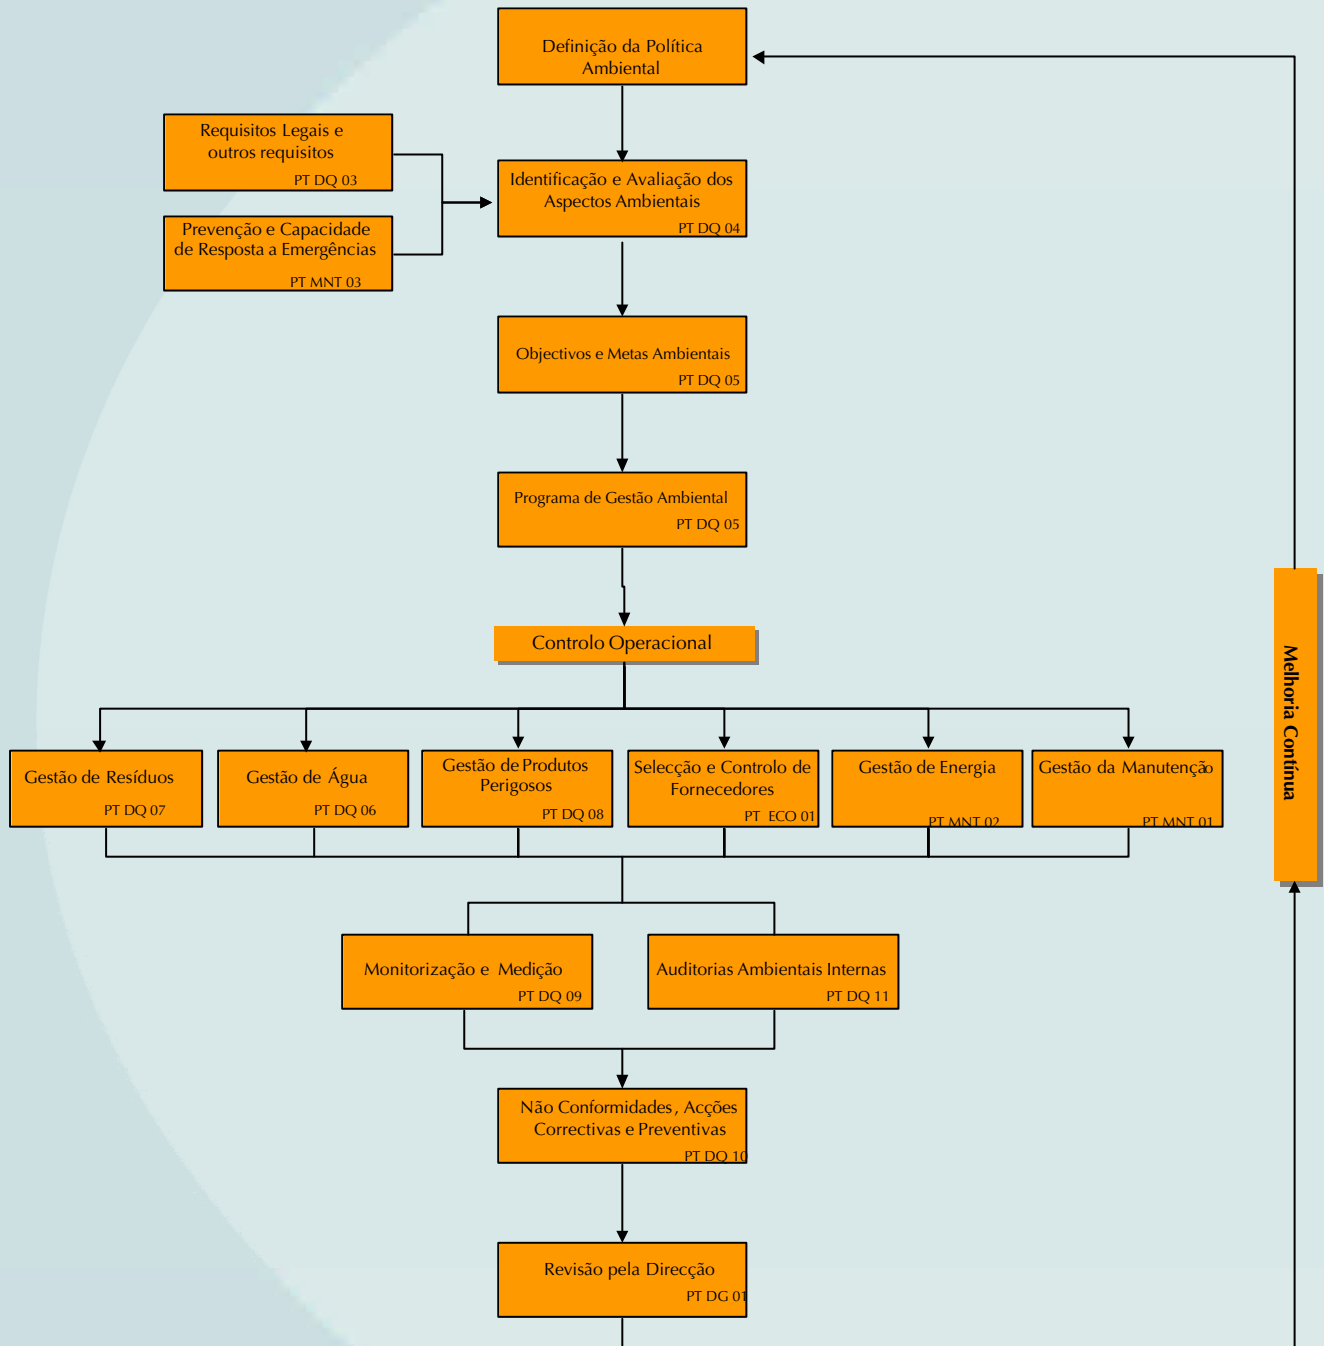 Definição da Política
Ambiental
Requisitos Legais e
outros requisitos
PT DQ 03
Identificação e Avaliação dos
Aspectos Ambientais
PT DQ 04
Prevenção e Capacidade
de Resposta a Emergências
PT MNT 03
Objectivos e Metas Ambientais
PT DQ 05
Programa de Gestão Ambiental
PT DQ 05
Controlo Operacional
Melhoria Contínua
Gestão de Resíduos
PT DQ 07
Gestão de Água
PT DQ 06
Gestão de Produtos
Perigosos
PT DQ 08
Selecção e Controlo de
Fornecedores
PT ECO 01
Gestão de Energia
PT MNT 02
Gestão da Manutenção
PT MNT 01
Monitorização e Medição
PT DQ 09
Auditorias Ambientais Internas
PT DQ 11
Não Conformidades, Acções
Correctivas e Preventivas
PT DQ 10
Revisão pela Direcção
PT DG 01